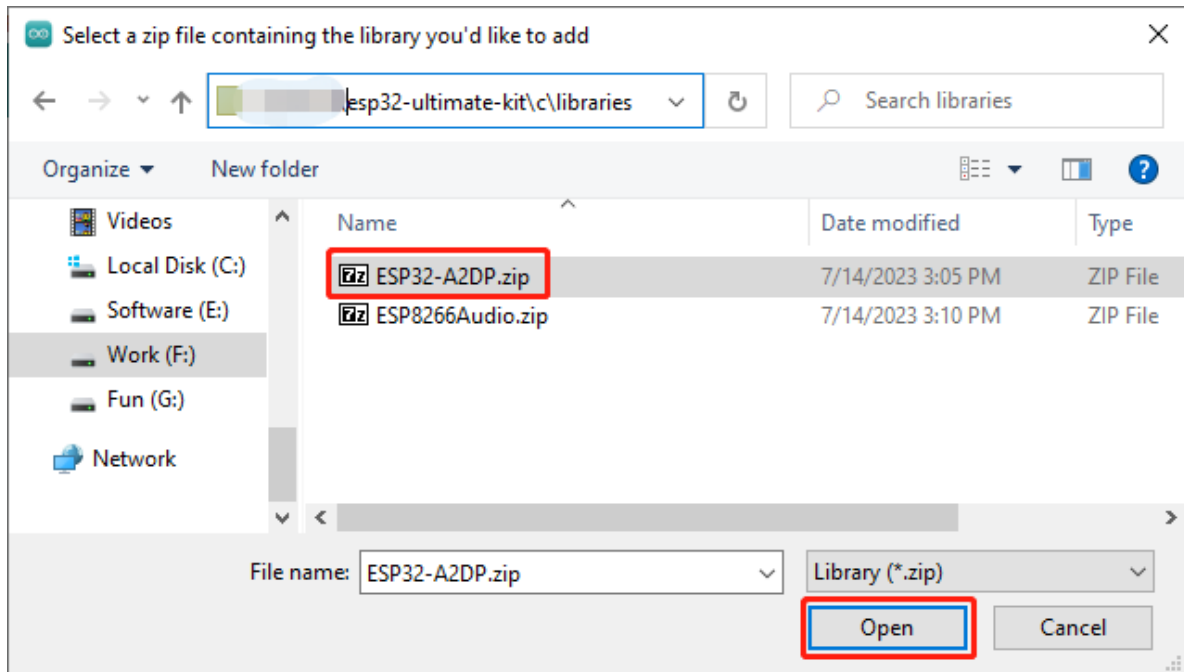 Select a zip file containing the library you'd like to add
esp32-ultimate-kit\c\libraries
Search libraries
Organize New folder
Videos
Local Disk (C:)
Software (E:)
Work (F:)
Fun (G:)
Network
Name Date modified Type
ESP32-A2DP.zip 7/14/2023 3:05 PM ZIP File
ESP8266Audio.zip 7/14/2023 3:10 PM ZIP File
File name: ESP32-A2DP.zip Library (*.zip)
Open Cancel